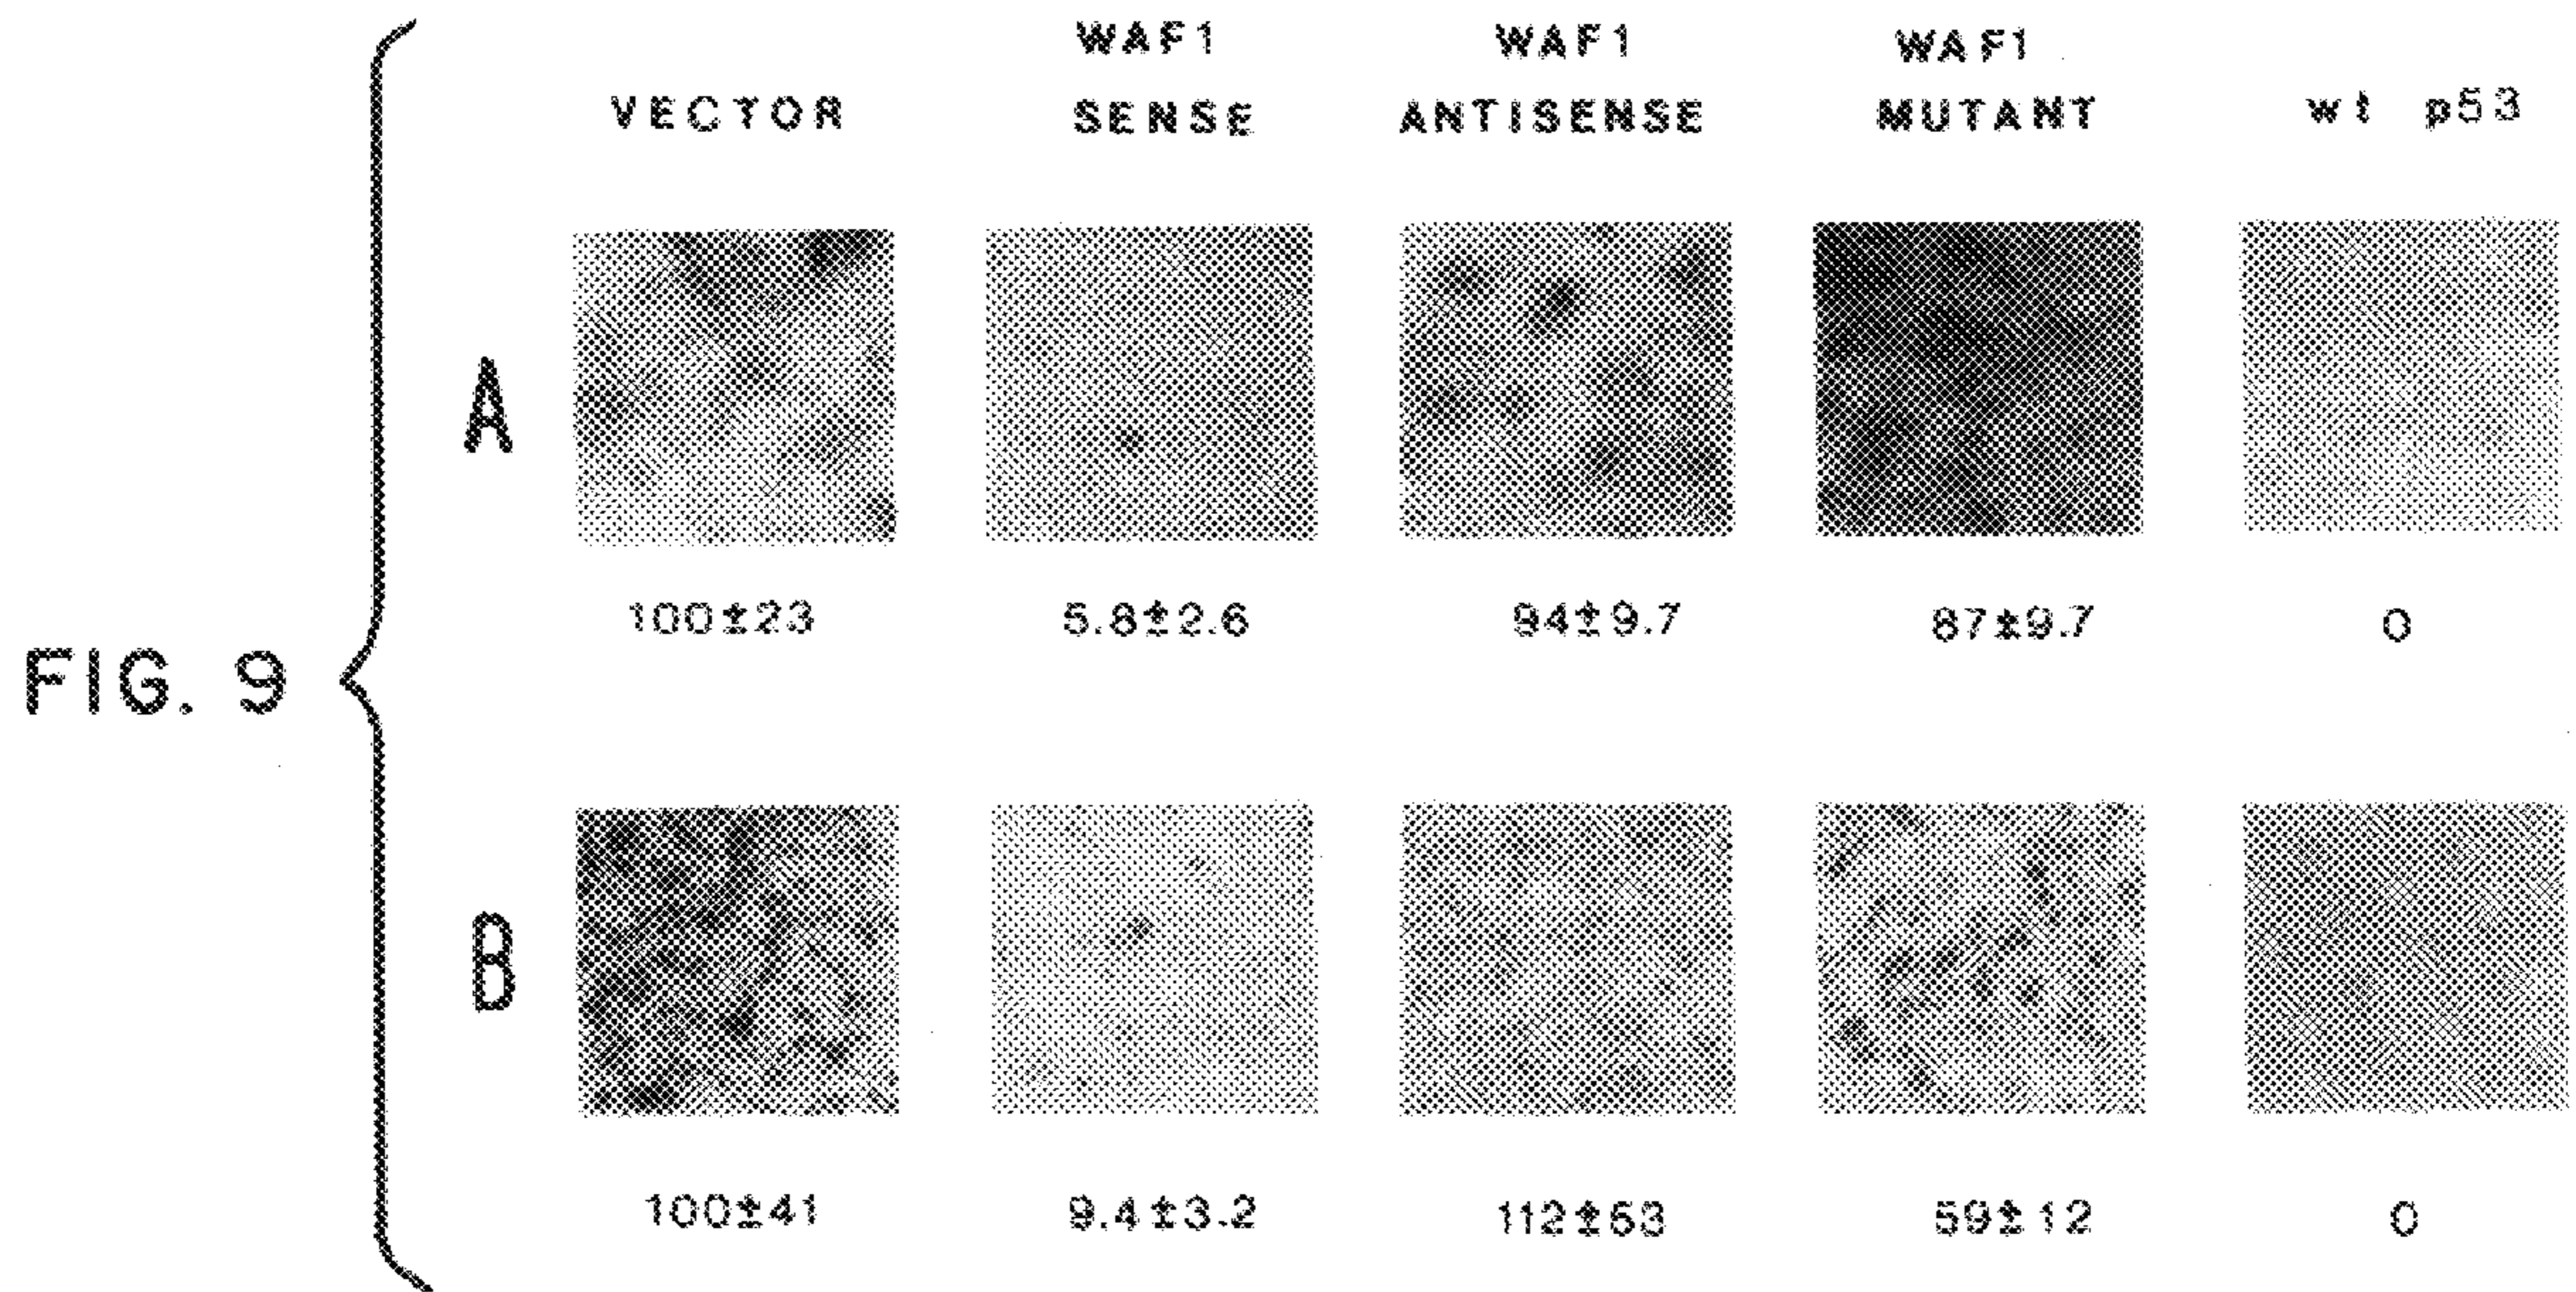 WAF1 WAF1 WAF1
VECTOR SENSE ANTISENSE MUTANT wt p53
A
100±23 5.8±2.6 94±9.7 87±9.7 0
FIG. 9
B
100±41 9.4±3.2 112±53 59±12 0